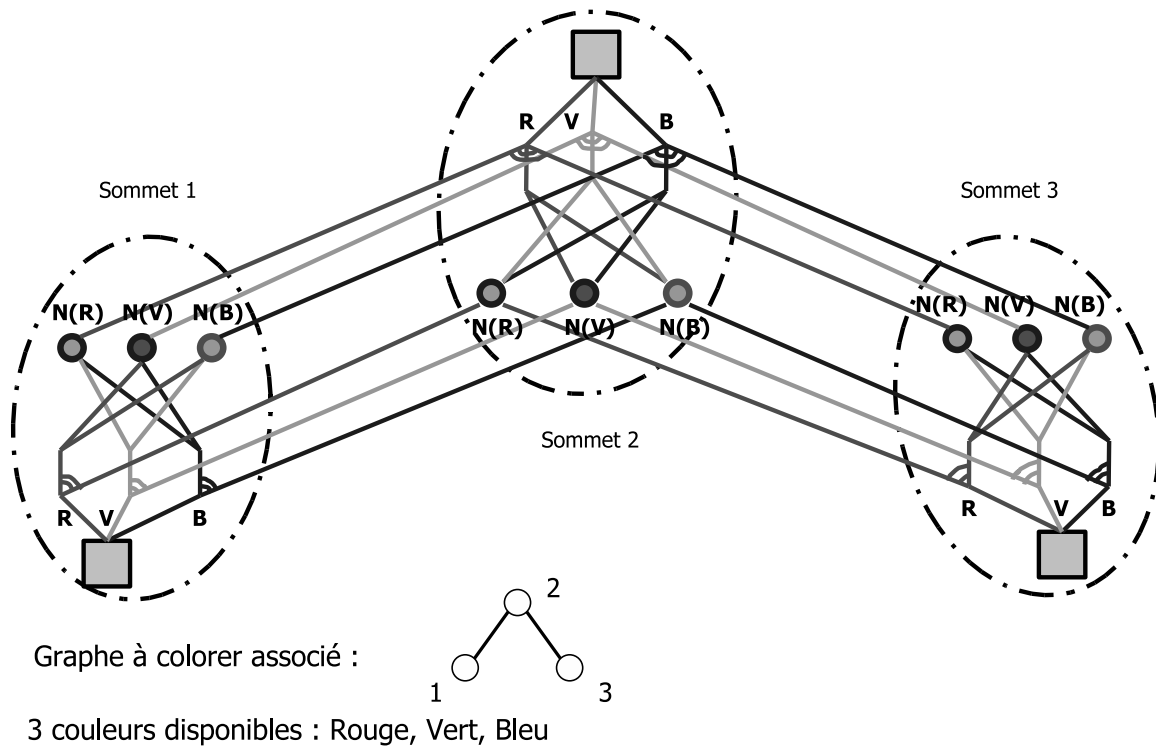 R V B
Sommet 1
Sommet 3
N(R) N(V) N(B)
N(R) N(V) N(B)
N(R) N(V) N(B)
Sommet 2
R V B
R V B
2
Graphe à colorer associé :
1
3
3 couleurs disponibles : Rouge, Vert, Bleu